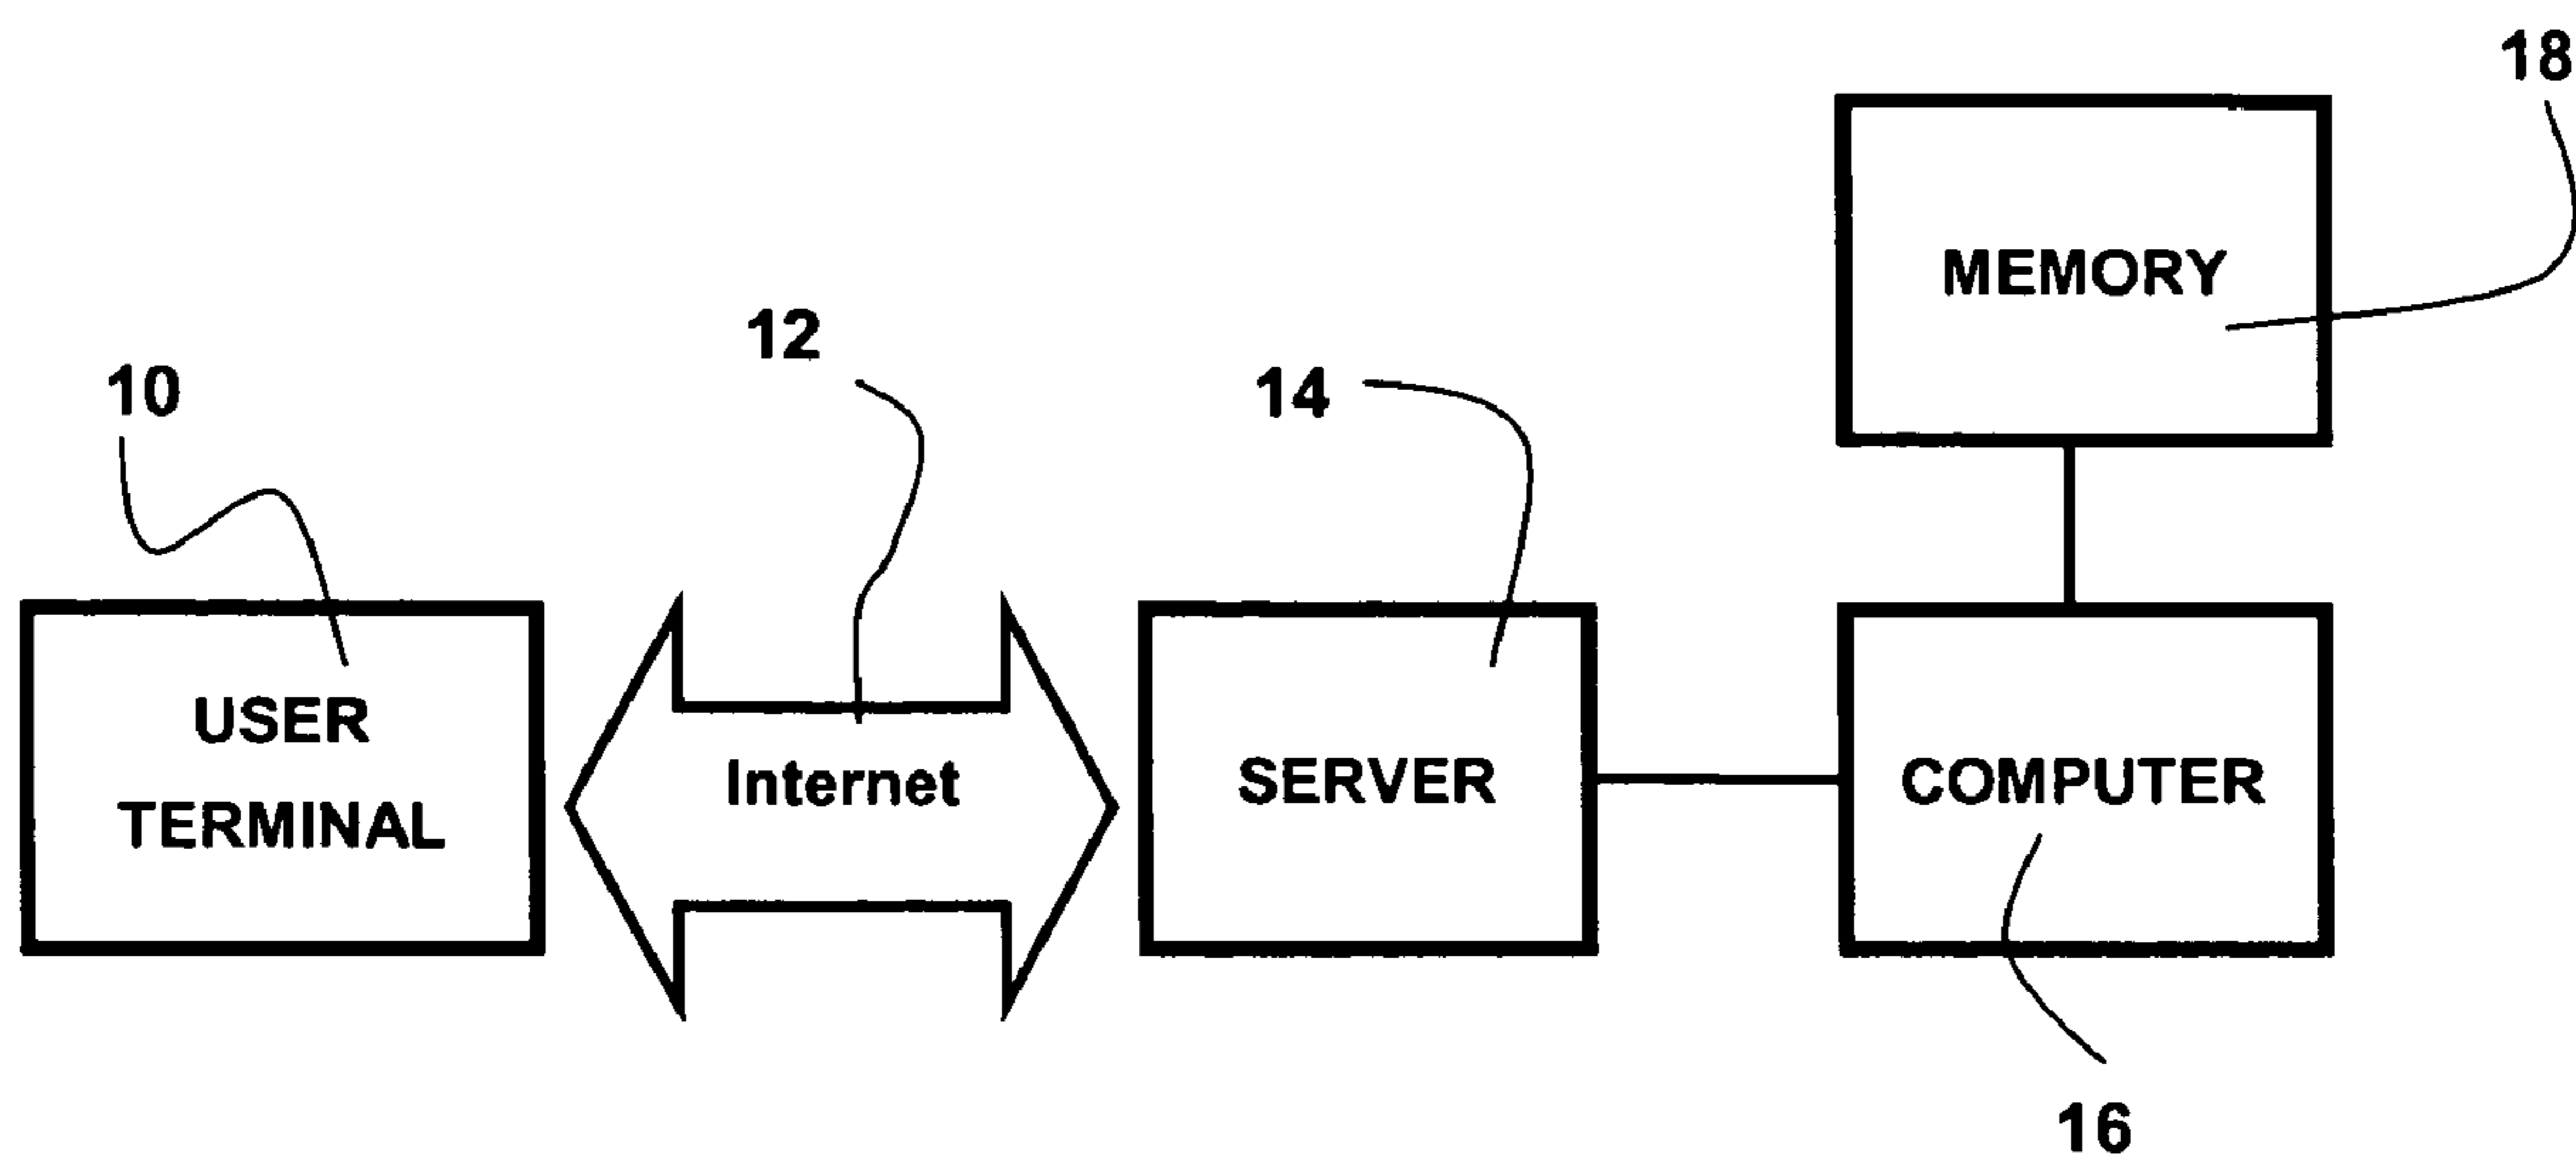 18
MEMORY
12
10
14
USER
TERMINAL
Internet
SERVER
COMPUTER
16